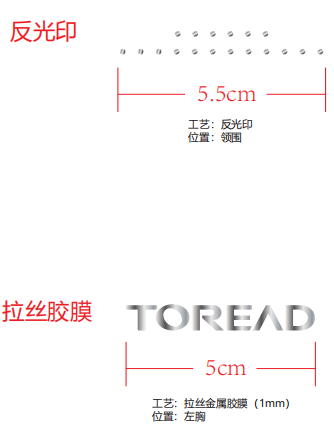 反光印
5.5cm
工艺：反光印
位置：领围
拉丝胶膜
TOREAD
5cm
工艺：拉丝金属胶膜（1mm）
位置：左胸